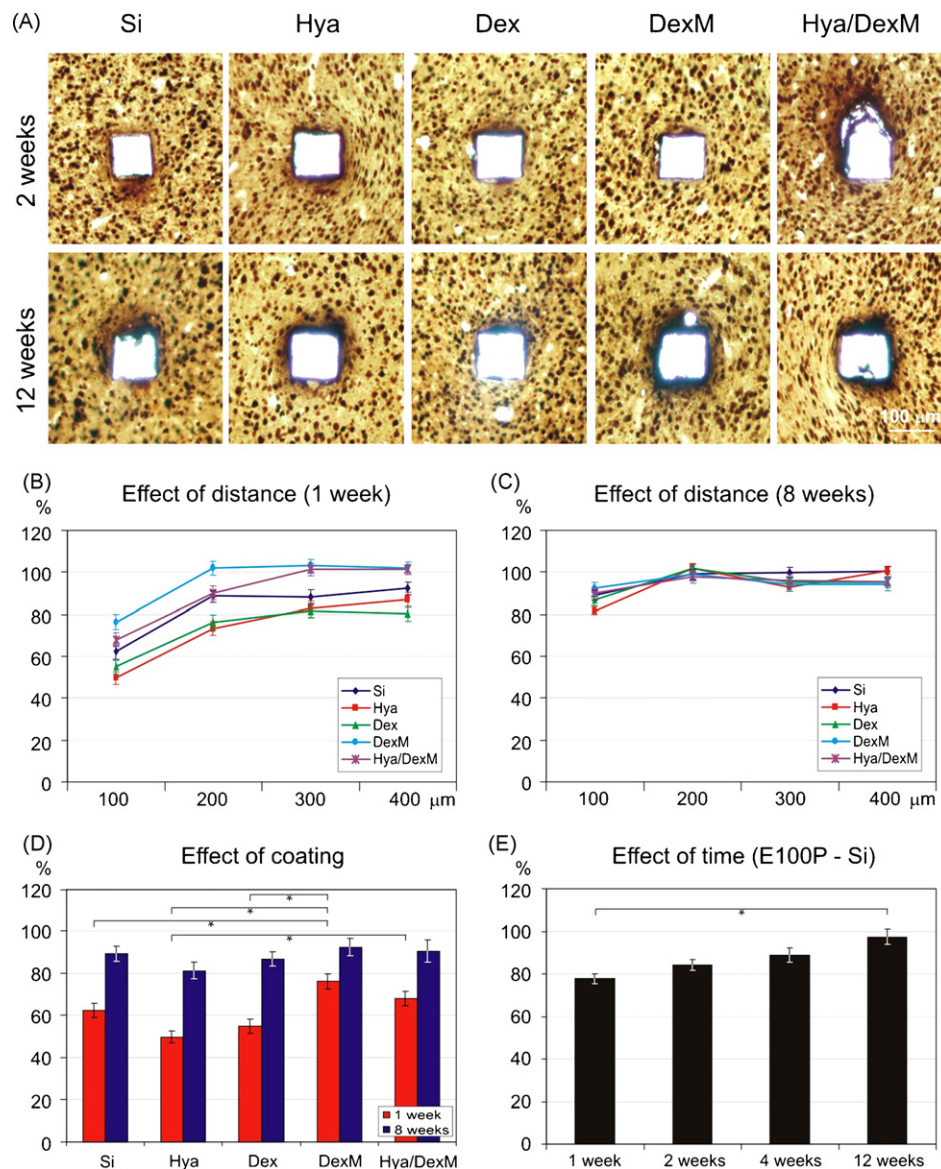 (A)
Si Hya Dex DexM Hya/DexM
2 weeks
12 weeks
100 μm
(B) Effect of distance (1 week)
%
120
100
80
60
40
20
0
100 200 300 400 μm
Si
Hya
Dex
DexM
Hya/DexM
(C) Effect of distance (8 weeks)
%
120
100
80
60
40
20
0
100 200 300 400 μm
Si
Hya
Dex
DexM
Hya/DexM
(D) Effect of coating
%
120
100
80
60
40
20
0
*
*
*
*
1 week
8 weeks
Si Hya Dex DexM Hya/DexM
(E) Effect of time (E100P - Si)
%
120
100
80
60
40
20
0
*
1 week 2 weeks 4 weeks 12 weeks